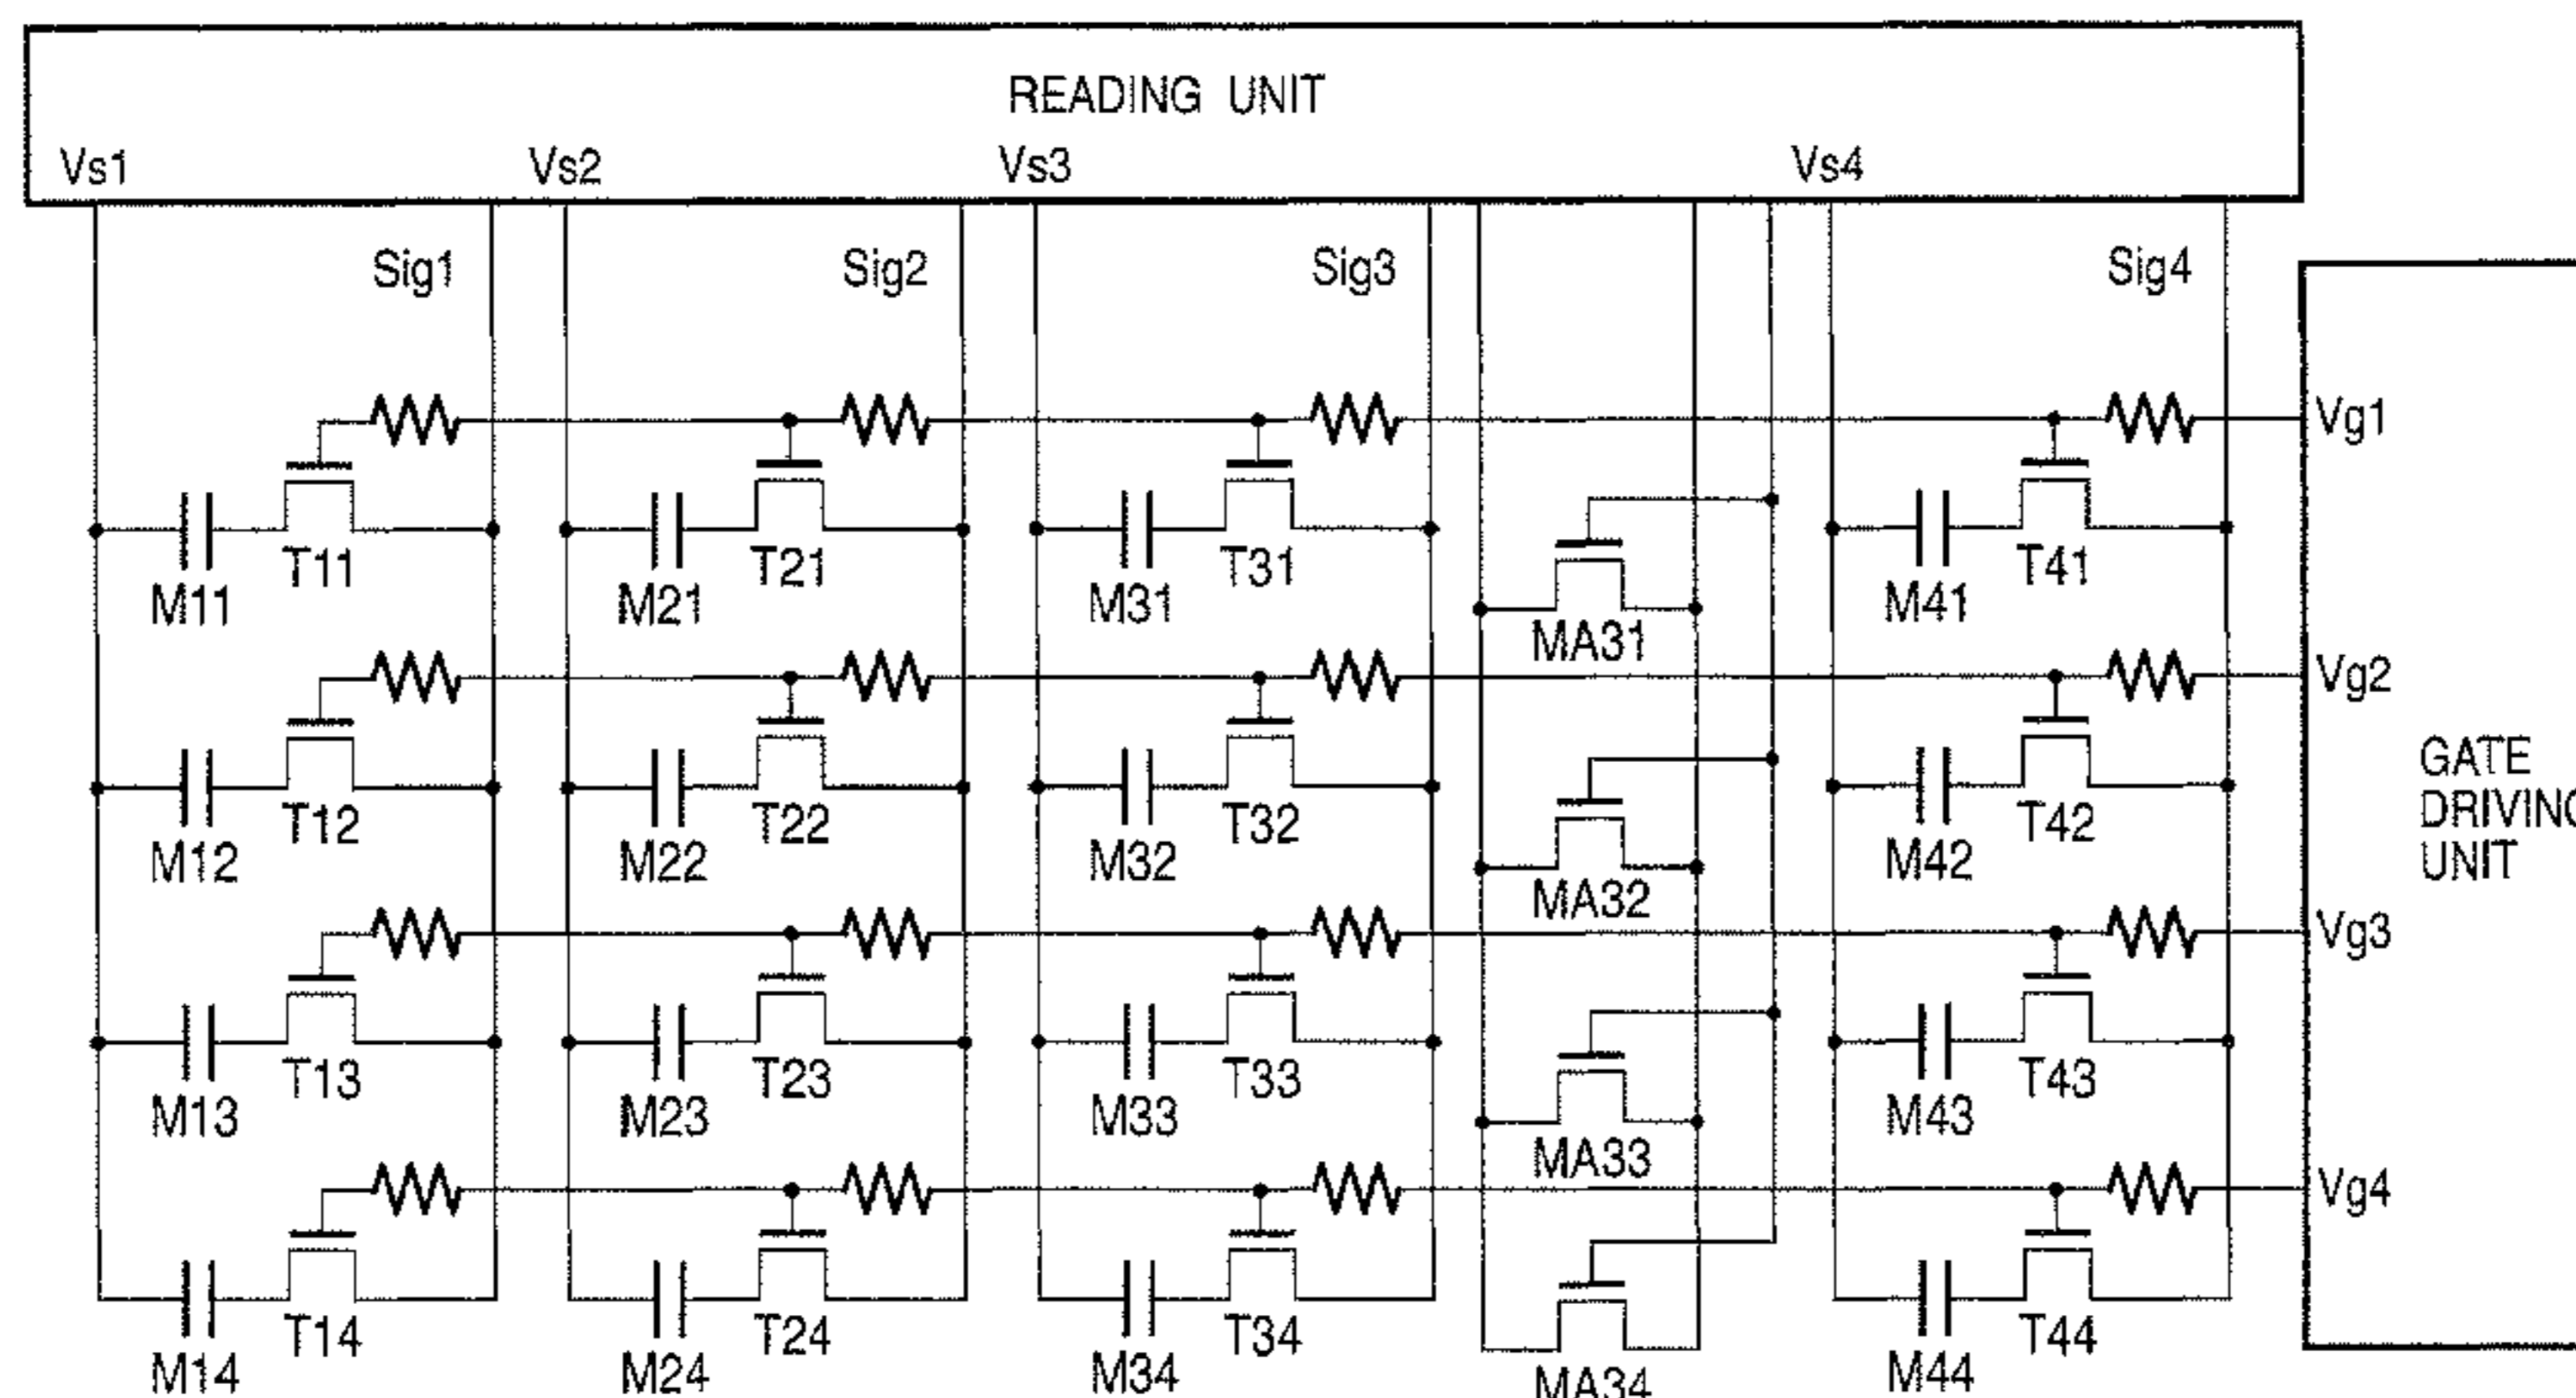 READING UNIT
Vs1 Vs2 Vs3 Vs4
Sig1 Sig2 Sig3 Sig4
Vg1
T11 T21 T31 T41
M11 M21 M31 MA31 M41
Vg2
GATE
DRIVING
UNIT
T12 T22 T32 T42
M12 M22 M32 MA32 M42
Vg3
T13 T23 T33 T43
M13 M23 M33 MA33 M43
Vg4
T14 T24 T34 T44
M14 M24 M34 MA34 M44